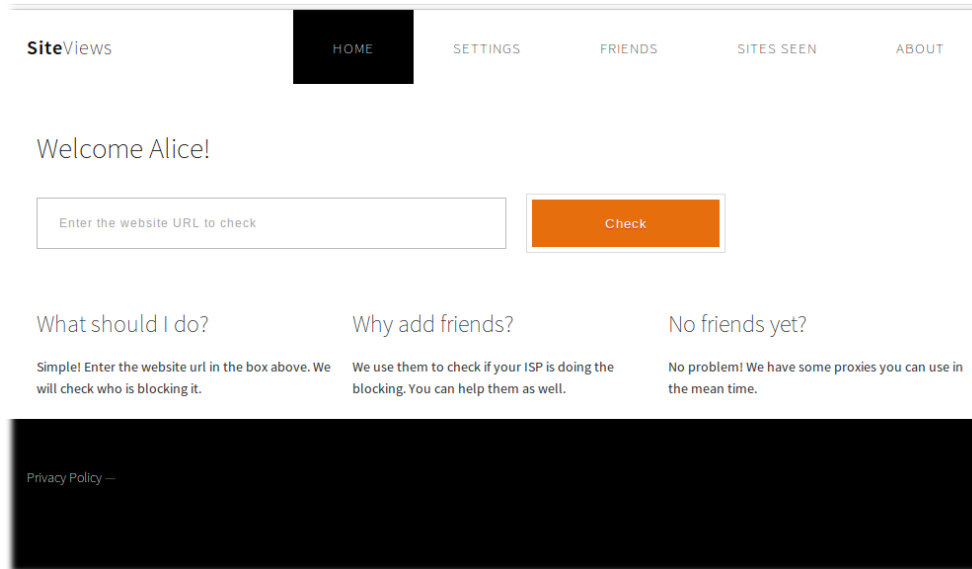 SiteViews
HOME
SETTINGS
FRIENDS
SITES SEEN
ABOUT
Welcome Alice!
Enter the website URL to check
Check
What should I do?
Simple! Enter the website url in the box above. We
will check who is blocking it.
Why add friends?
We use them to check if your ISP is doing the
blocking. You can help them as well.
No friends yet?
No problem! We have some proxies you can use in
the mean time.
Privacy Policy —